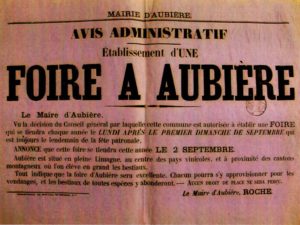 MAIRIE D'AUBIÈRE.
AVIS ADMINISTRATIF
Établissement d'UNE
FOIRE A AUBIÈRE
Le Maire d'Aubière.
Vu la décision du Conseil général par laquelle cette commune est autorisée à établir une FOIRE
qui se tiendra chaque année le LUNDI APRÈS LE PREMIER DIMANCHE DE SEPTEMBRE qui
est toujours le lendemain de la fête patronale.
ANNONCE que cette foire se tiendra cette année LE 2 SEPTEMBRE.
Aubière est situé en pleine Limagne, au centre des pays vinicoles, et à proximité des cantons
montagneux où l'on élève en grand les bestiaux.
Tout indique que la foire d'Aubière sera excellente. Chacun pourra s'y approvisionner pour les
vendanges, et les bestiaux de toutes espèces y abonderont. — AUCUN DROIT DE PLACE NE SERA PERÇU.
Le Maire d'Aubière, ROCHE.